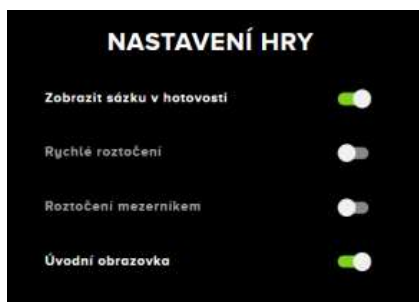 NASTAVENÍ HRY
Zobrazit sázku v hotovosti
Rychlé roztočení
Roztočení mezerníkem
Úvodní obrazovka